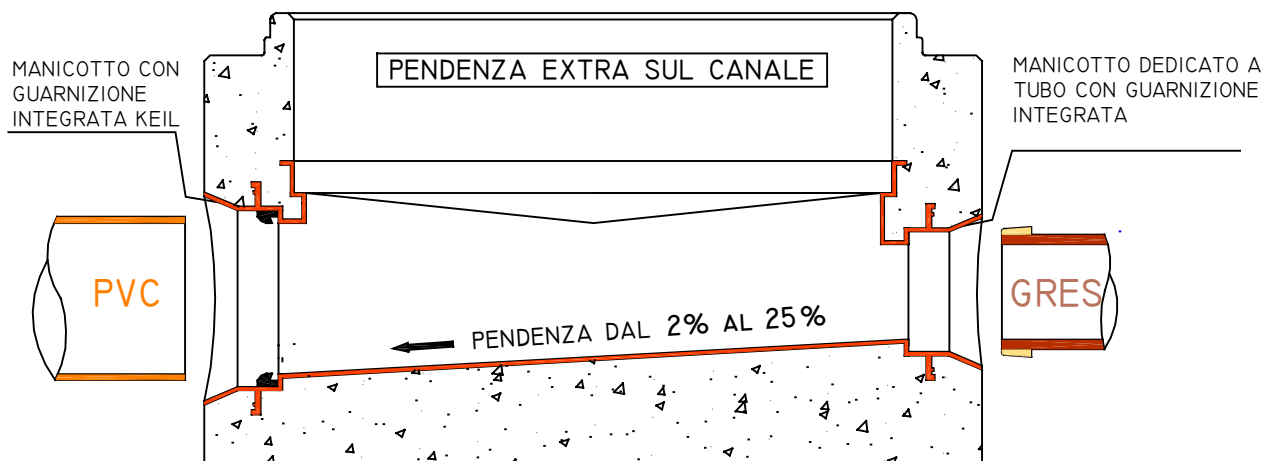 PENDENZA EXTRA SUL CANALE
MANICOTTO CON
GUARNIZIONE
INTEGRATA KEIL
MANICOTTO DEDICATO A
TUBO CON GUARNIZIONE
INTEGRATA
PVC
GRES
PENDENZA DAL 2% AL 25%